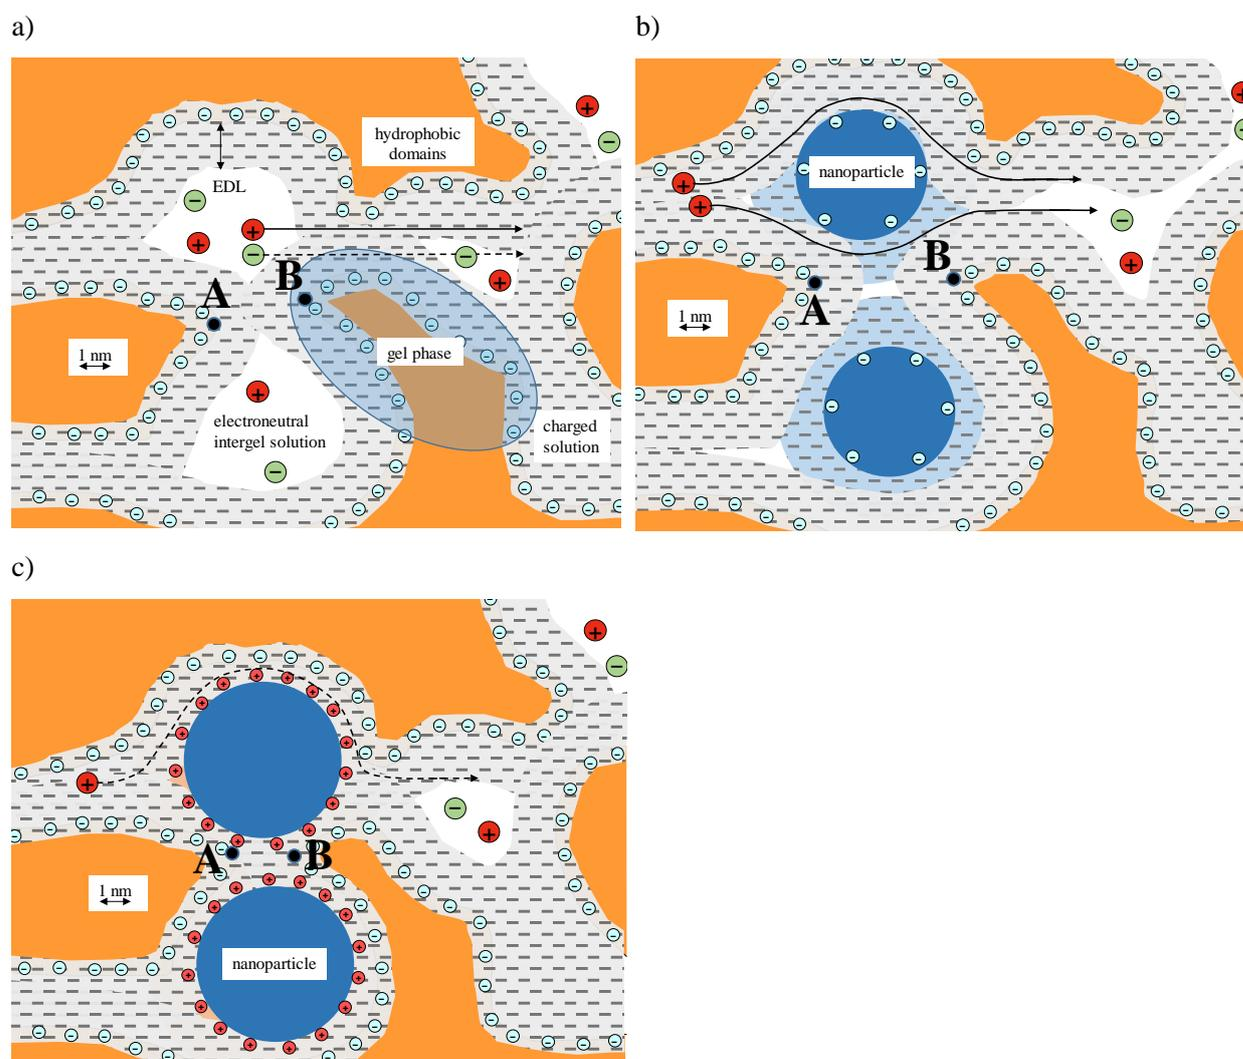 a)
hydrophobic
domains
EDL
B
A
gel phase
1 nm
electroneutral
intergel solution
charged
solution
b)
nanoparticle
B
A
1 nm
c)
A
B
1 nm
nanoparticle